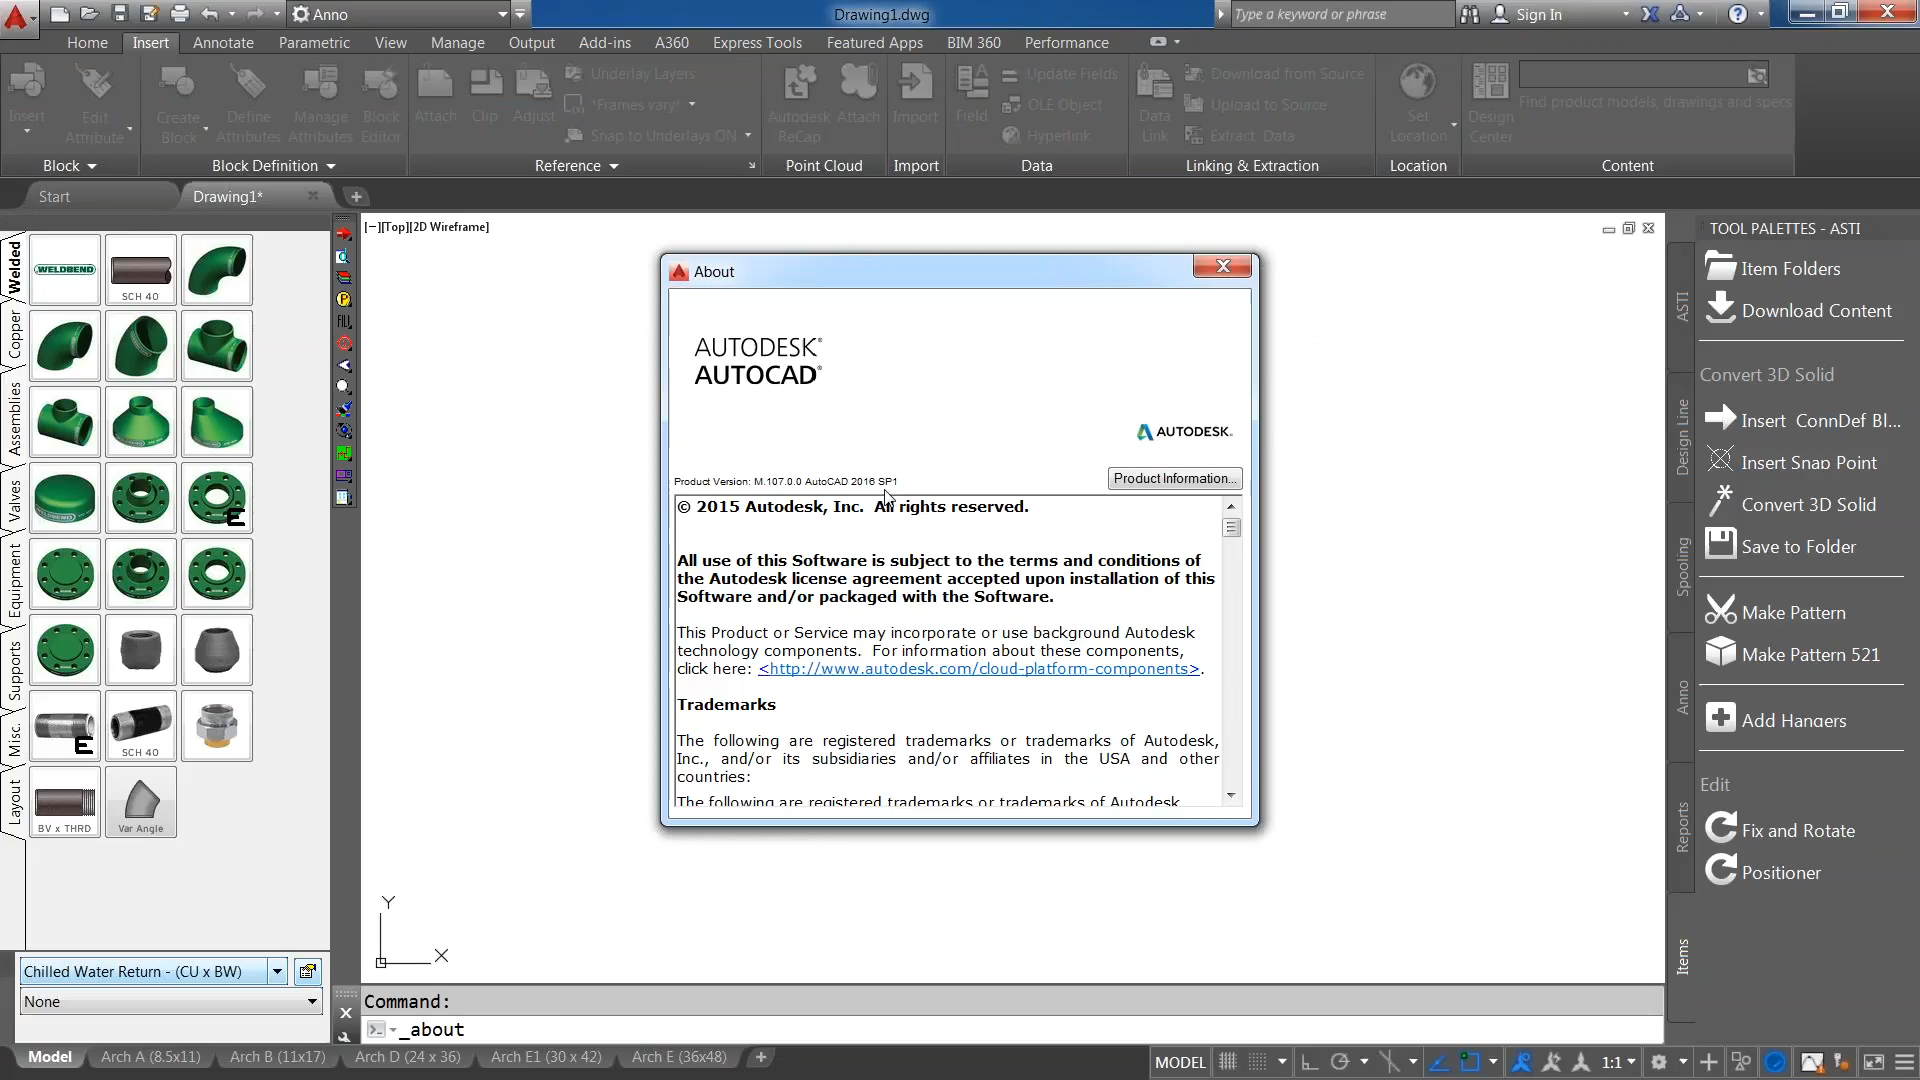 Anno
Drawing1.dwg
Type a keyword or phrase
Sign In
Home
Insert
Annotate
Parametric
View
Manage
Output
Add-ins
A360
Express Tools
Featured Apps
BIM 360
Performance
Insert
Edit
Attribute
Create
Block
Define
Attributes
Manage
Attributes
Block
Editor
Attach
Clip
Adjust
Underlay Layers
*Frames vary*
Snap to Underlays ON
Autodesk
ReCap
Attach
Import
Field
Update Fields
OLE Object
Hyperlink
Data
Link
Download from Source
Upload to Source
Extract  Data
Set
Location
Design
Center
Find product models, drawings and specs
Block
Block Definition
Reference
Point Cloud
Import
Data
Linking & Extraction
Location
Content
Start
Drawing1*
Welded
Copper
Assemblies
Valves
Equipment
Supports
Misc.
Layout
WELDBEND
SCH 40
E
E
SCH 40
BV x THRD
Var Angle
Chilled Water Return - (CU x BW)
None
[−][Top][2D Wireframe]
About
AUTODESK®
AUTOCAD®
AUTODESK.
Product Version: M.107.0.0 AutoCAD 2016 SP1
Product Information...
© 2015 Autodesk, Inc.  All rights reserved.
All use of this Software is subject to the terms and conditions of
the Autodesk license agreement accepted upon installation of this
Software and/or packaged with the Software.
This Product or Service may incorporate or use background Autodesk
technology components.  For information about these components,
click here: <http://www.autodesk.com/cloud-platform-components>.
Trademarks
The following are registered trademarks or trademarks of Autodesk,
Inc., and/or its subsidiaries and/or affiliates in the USA and other
countries:
The following are registered trademarks or trademarks of Autodesk
Y
X
Command:
_about
TOOL PALETTES - ASTI
ASTI
Design Line
Spooling
Anno
Reports
Items
Item Folders
Download Content
Convert 3D Solid
Insert  ConnDef Bl...
Insert Snap Point
Convert 3D Solid
Save to Folder
Make Pattern
Make Pattern 521
Add Hangers
Edit
Fix and Rotate
Positioner
Model
Arch A (8.5x11)
Arch B (11x17)
Arch D (24 x 36)
Arch E1 (30 x 42)
Arch E (36x48)
MODEL
1:1